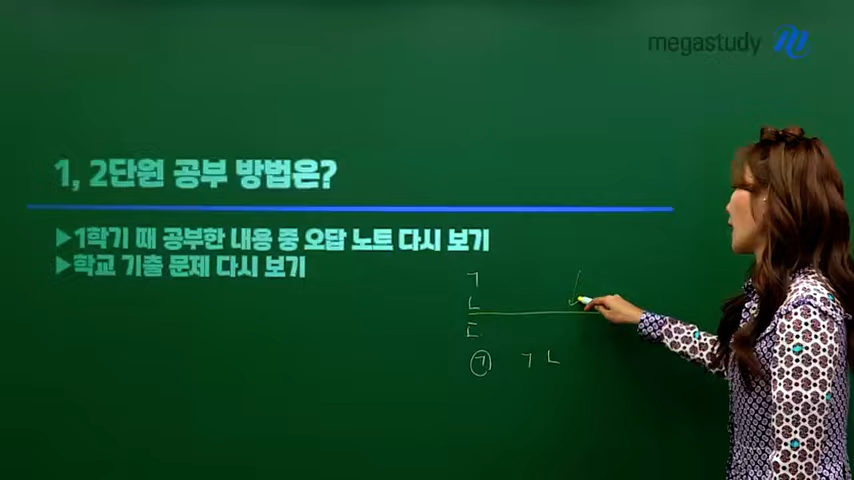 megastudy
1, 2단원 공부 방법은?
▶1학기 때 공부한 내용 중 오답 노트 다시 보기
▶학교 기출 문제 다시 보기
ㄱ
ㄴ
ㄷ
ㄱ ㄱ ㄴ